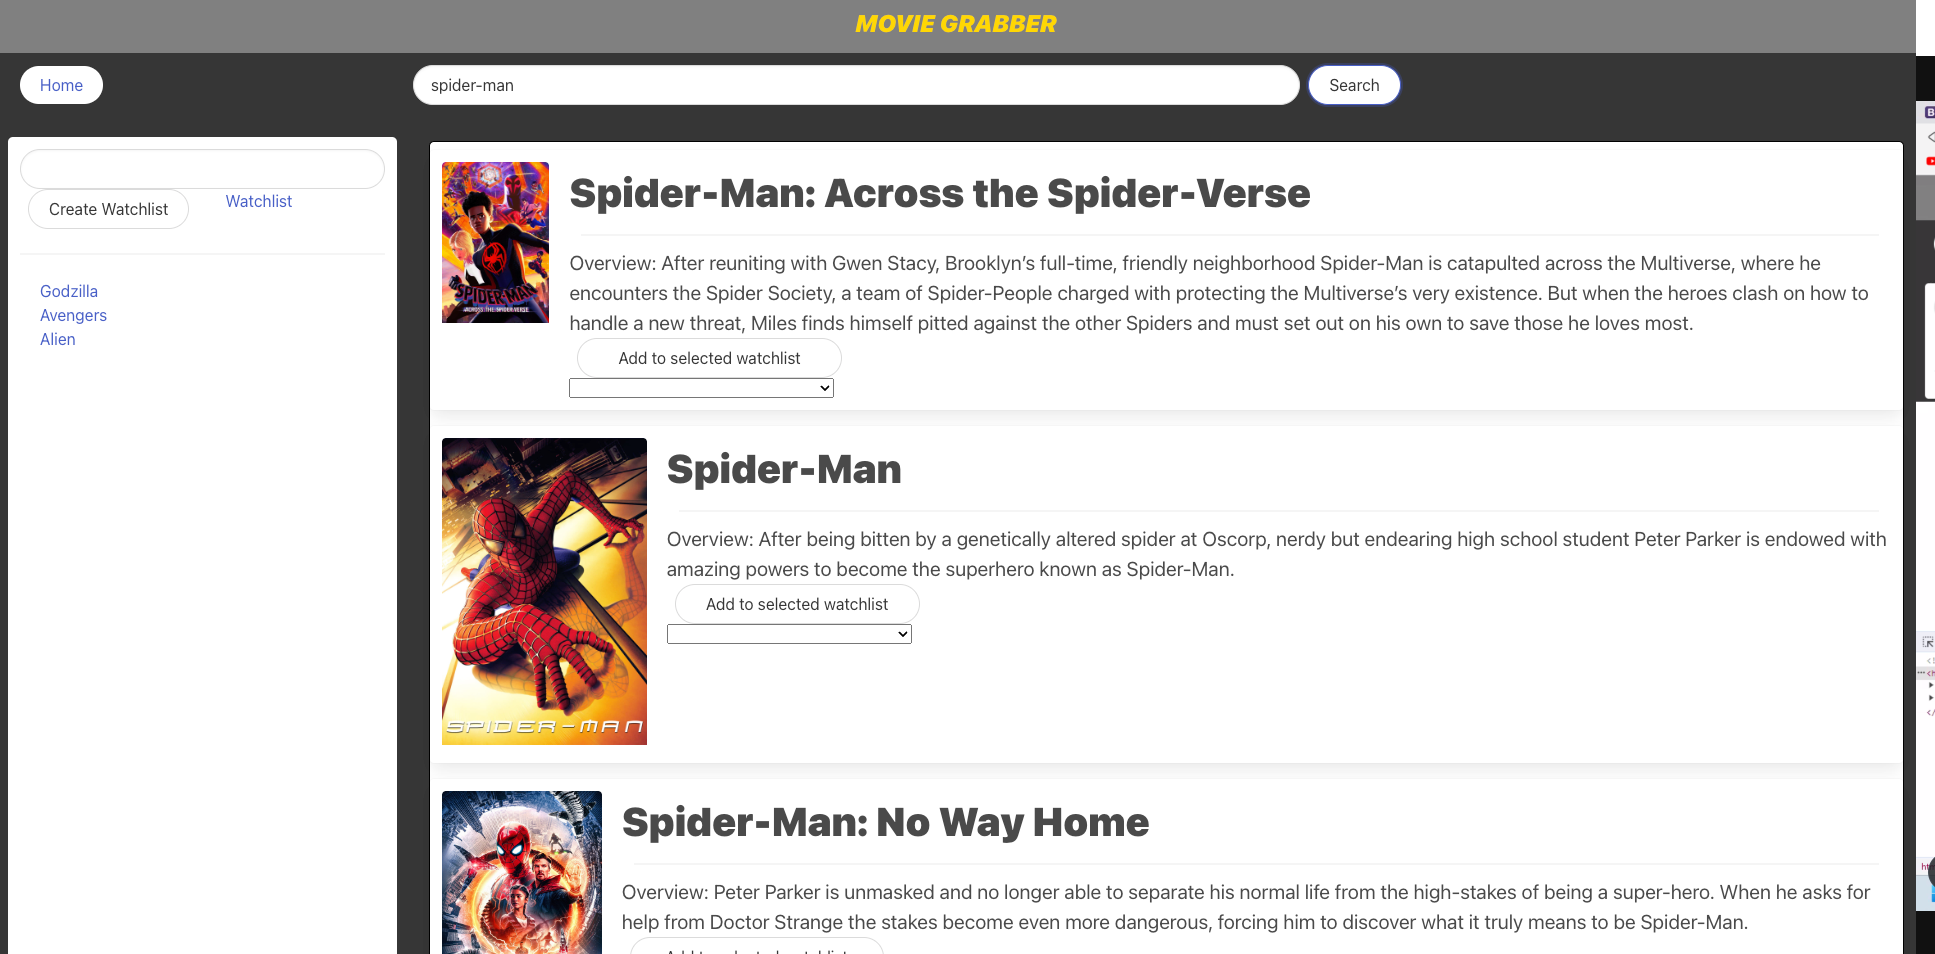 MOVIE GRABBER
Home
spider-man
Search
Create Watchlist
Watchlist
Godzilla
Avengers
Alien
SPIDER-MAN
ACROSS THE SPIDER-VERSE
Spider-Man: Across the Spider-Verse
Overview: After reuniting with Gwen Stacy, Brooklyn’s full-time, friendly neighborhood Spider-Man is catapulted across the Multiverse, where he
encounters the Spider Society, a team of Spider-People charged with protecting the Multiverse’s very existence. But when the heroes clash on how to
handle a new threat, Miles finds himself pitted against the other Spiders and must set out on his own to save those he loves most.
Add to selected watchlist
SPIDER-MAN
Spider-Man
Overview: After being bitten by a genetically altered spider at Oscorp, nerdy but endearing high school student Peter Parker is endowed with
amazing powers to become the superhero known as Spider-Man.
Add to selected watchlist
Spider-Man: No Way Home
Overview: Peter Parker is unmasked and no longer able to separate his normal life from the high-stakes of being a super-hero. When he asks for
help from Doctor Strange the stakes become even more dangerous, forcing him to discover what it truly means to be Spider-Man.
Add to selected watchlist